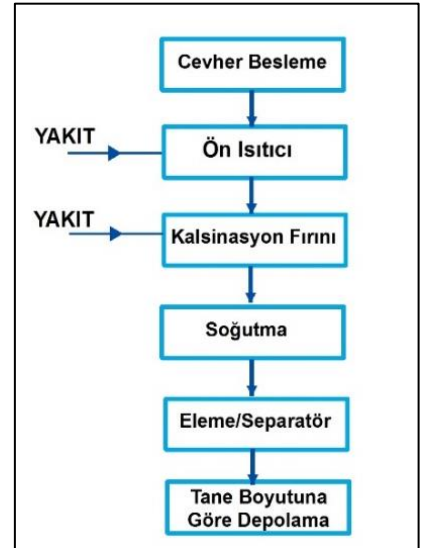 Cevher Besleme
YAKIT
Ön Isıtıcı
YAKIT
Kalsinasyon Fırını
Soğutma
Eleme/Separatör
Tane Boyutuna
Göre Depolama